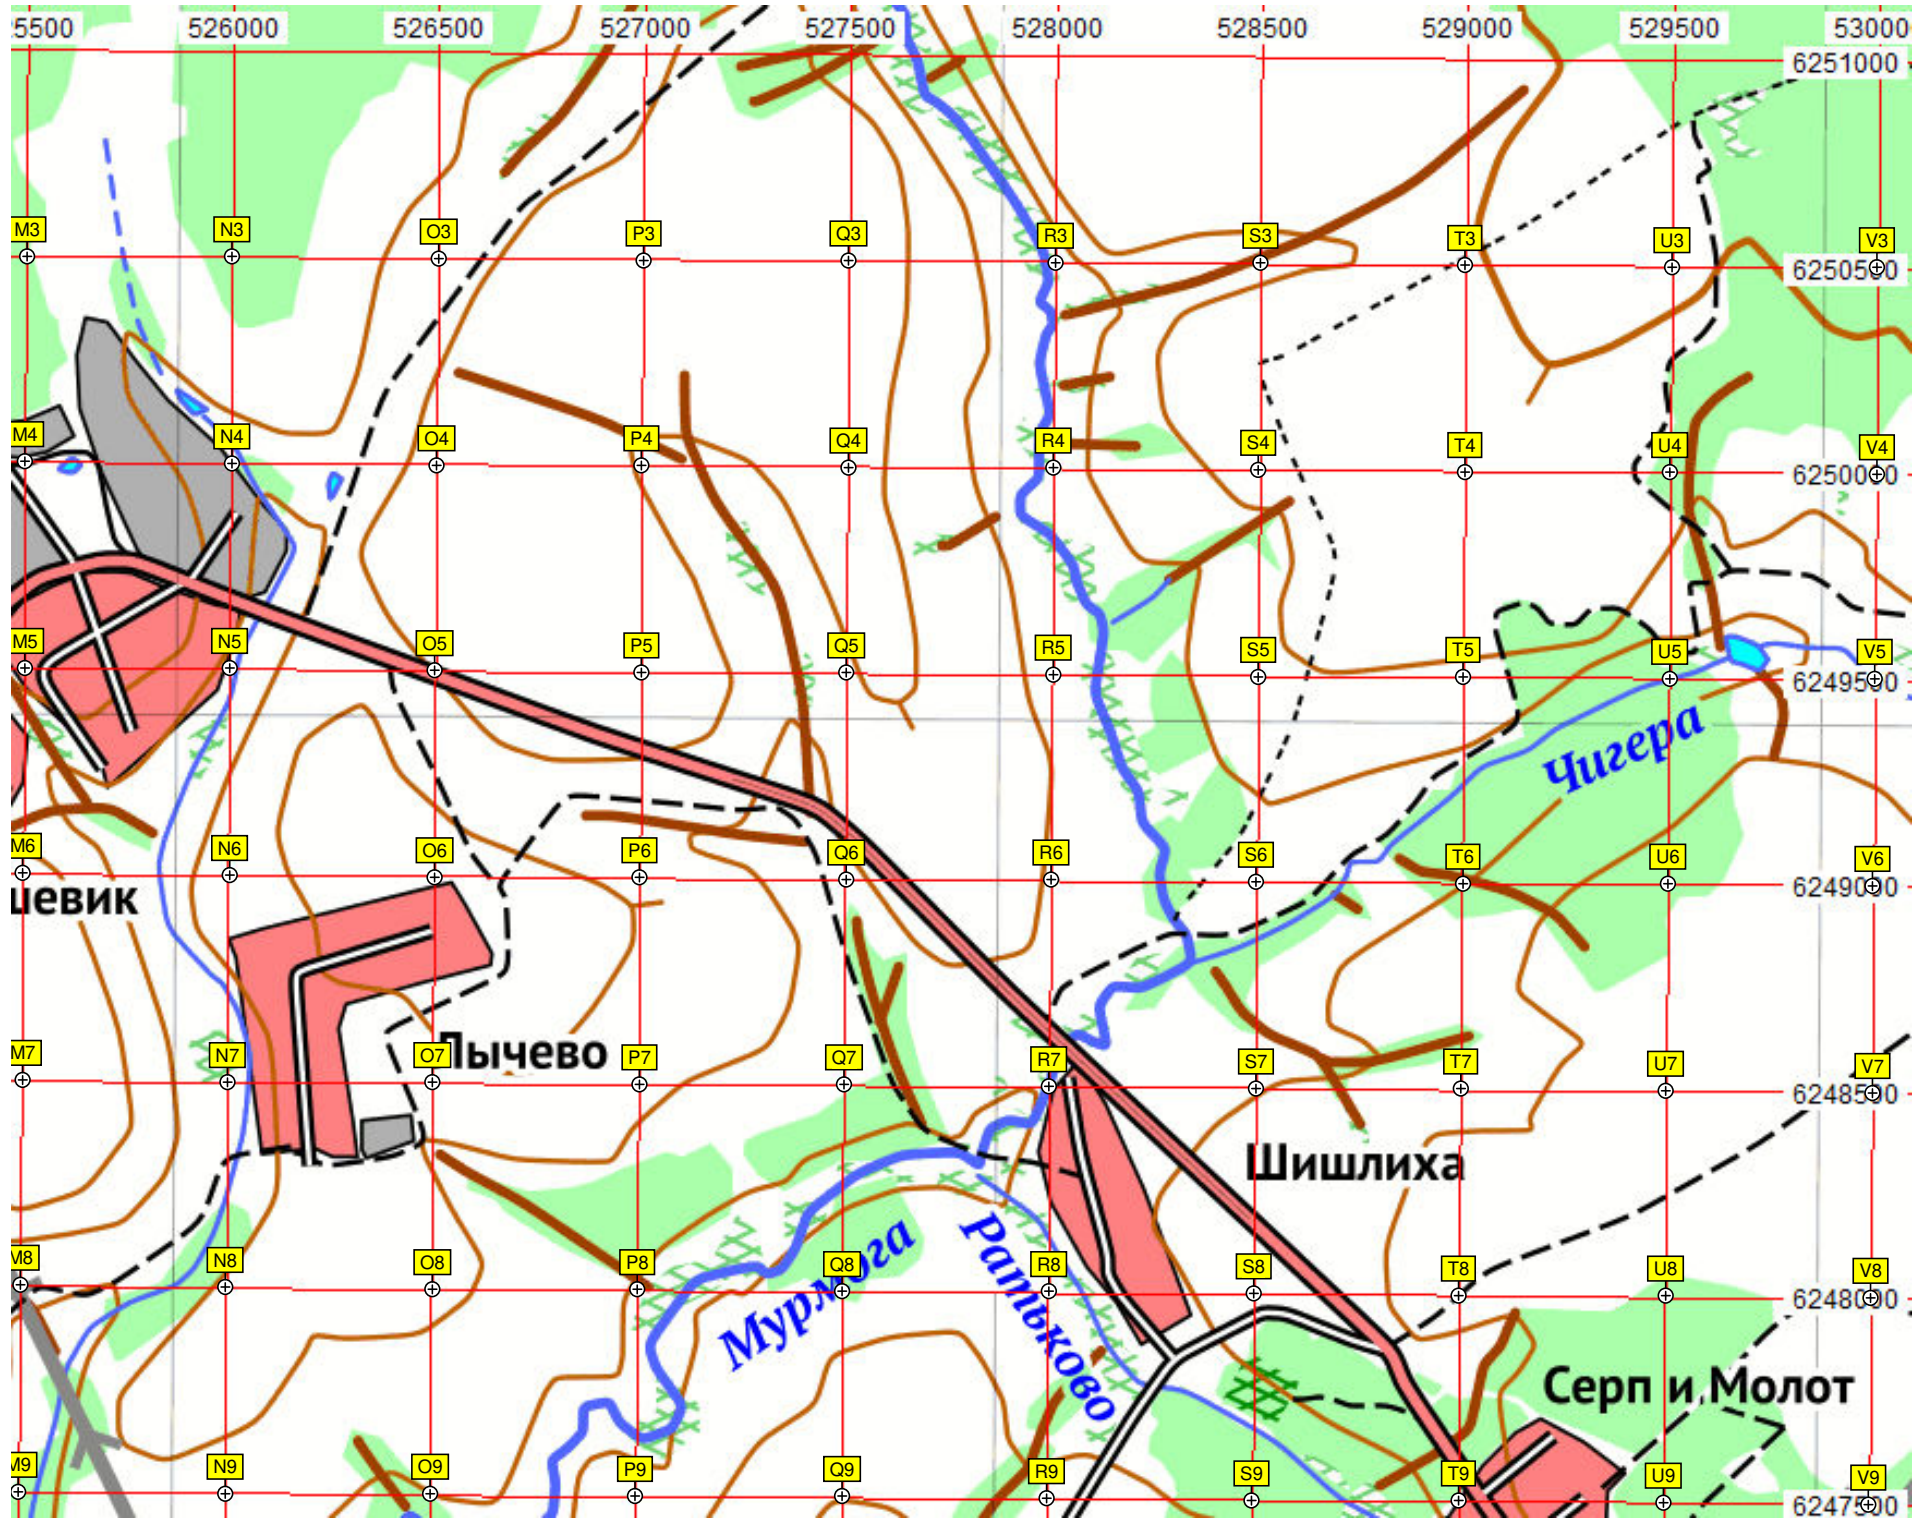 5500 526000 526500 527000 527500 528000 528500 529000 529500 53000
6251000
M3 N3 O3 P3 Q3 R3 S3 T3 U3 V3
6250500
M4 N4 O4 P4 Q4 R4 S4 T4 U4 V4
6250000
M5 N5 O5 P5 Q5 R5 S5 T5 U5 V5
6249500
Чигера
M6 N6 O6 P6 Q6 R6 S6 T6 U6 V6
6249000
шевик
Лычево
M7 N7 O7 P7 Q7 R7 S7 T7 U7 V7
6248500
Шишлиха
M8 N8 O8 P8 Q8 R8 S8 T8 U8 V8
6248000
Мурмога
Ратьково
Серп и Молот
M9 N9 O9 P9 Q9 R9 S9 T9 U9 V9
6247500